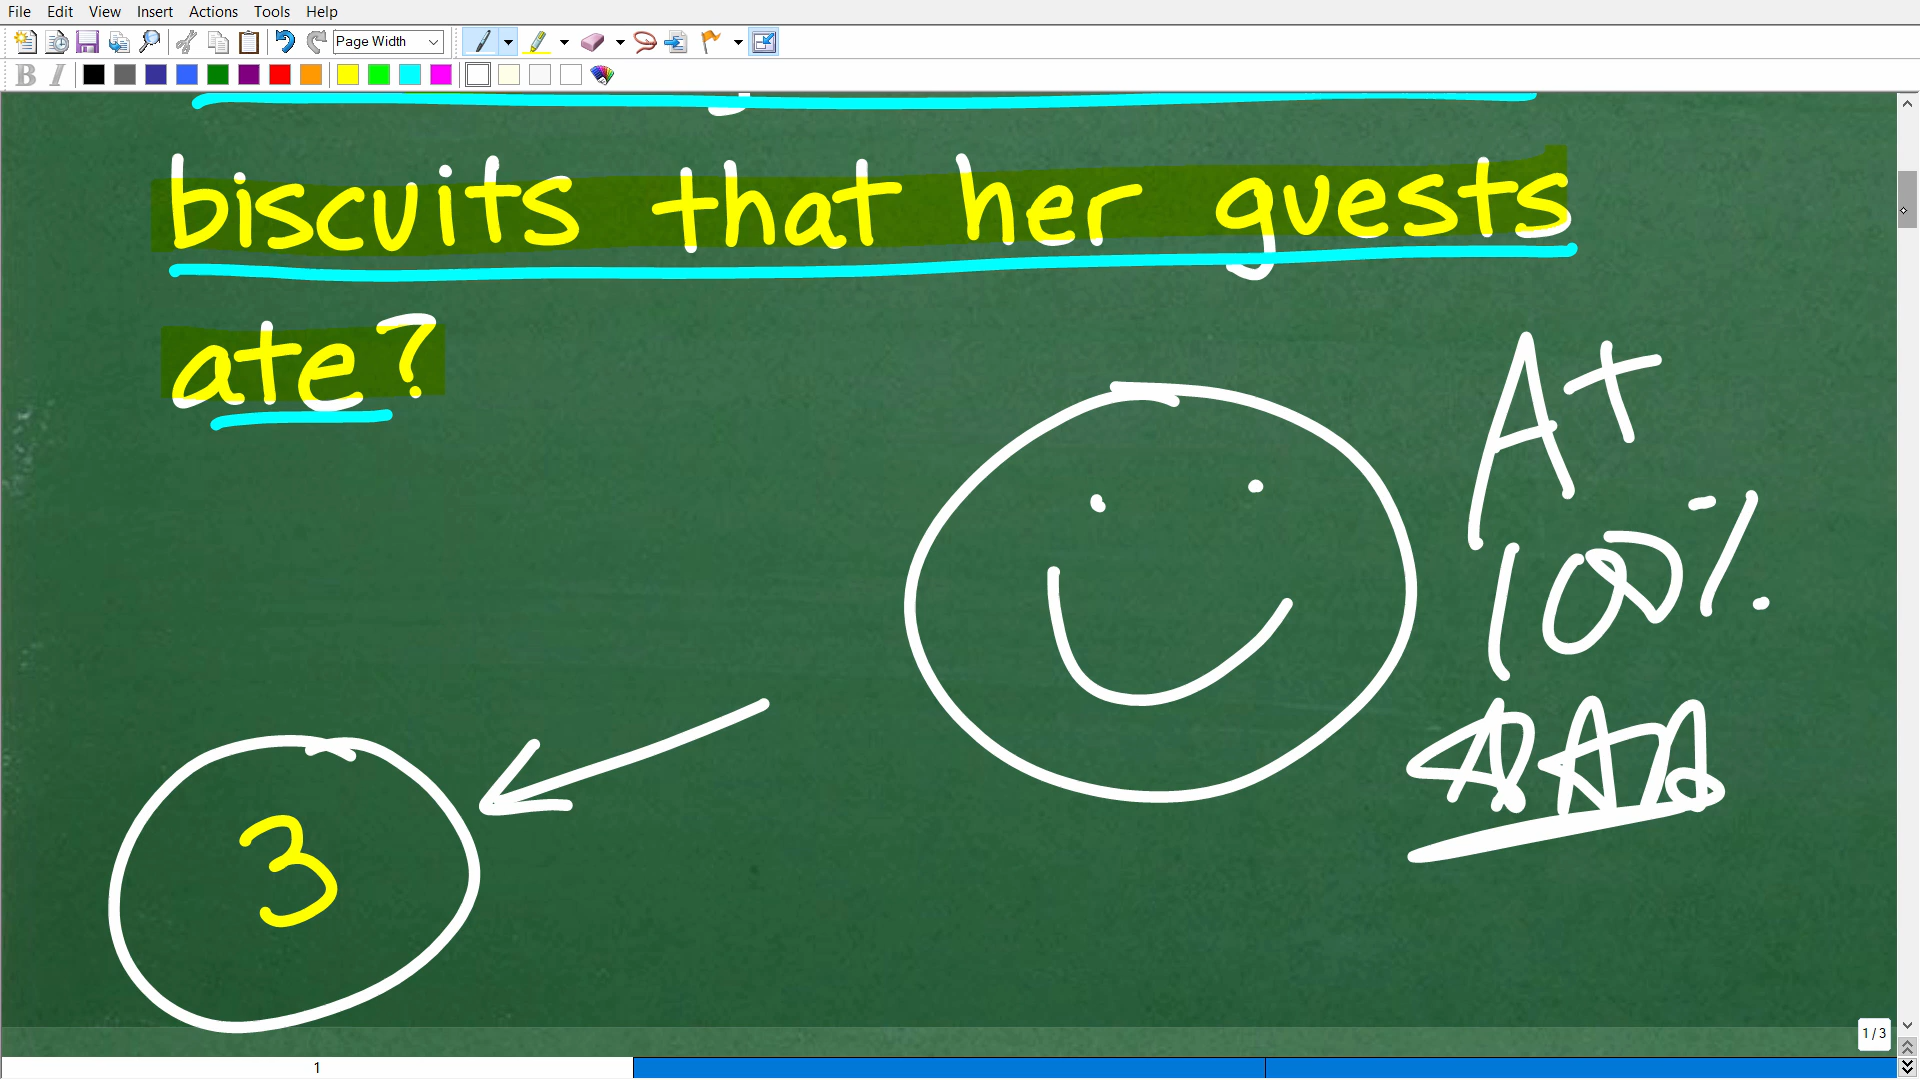 File Edit View Insert Actions Tools Help
Page Width
B I
biscuits that her guests
ate?
A+
100%
3
1 / 3
1